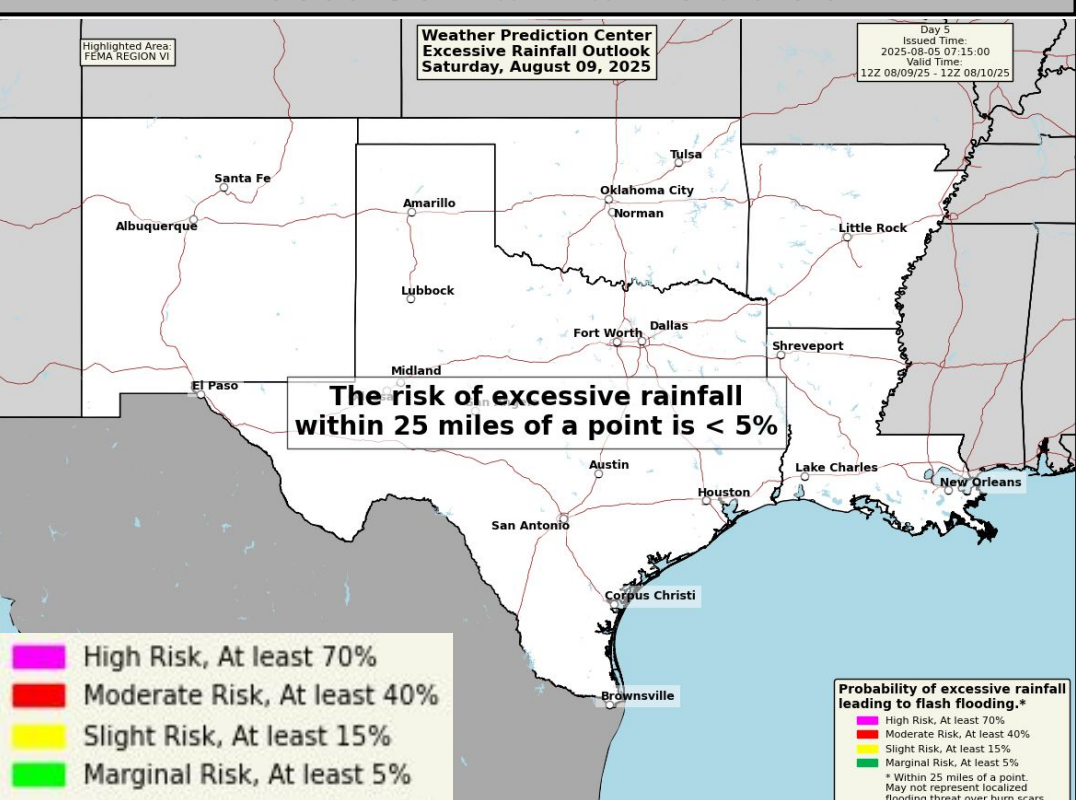 Highlighted Area:
FEMA REGION VI
Weather Prediction Center
Excessive Rainfall Outlook
Saturday, August 09, 2025
Day 5
Issued Time:
2025-08-05 07:15:00
Valid Time:
12Z 08/09/25 - 12Z 08/10/25
Tulsa
Santa Fe
Oklahoma City
Amarillo
Norman
Albuquerque
Little Rock
Lubbock
Dallas
Fort Worth
Shreveport
Midland
El Paso
The risk of excessive rainfall
within 25 miles of a point is < 5%
Austin
Lake Charles
New Orleans
Houston
San Antonio
Corpus Christi
Brownsville
High Risk, At least 70%
Moderate Risk, At least 40%
Slight Risk, At least 15%
Marginal Risk, At least 5%
Probability of excessive rainfall
leading to flash flooding.*
High Risk, At least 70%
Moderate Risk, At least 40%
Slight Risk, At least 15%
Marginal Risk, At least 5%
* Within 25 miles of a point.
May not represent localized
flooding threat over burn scars